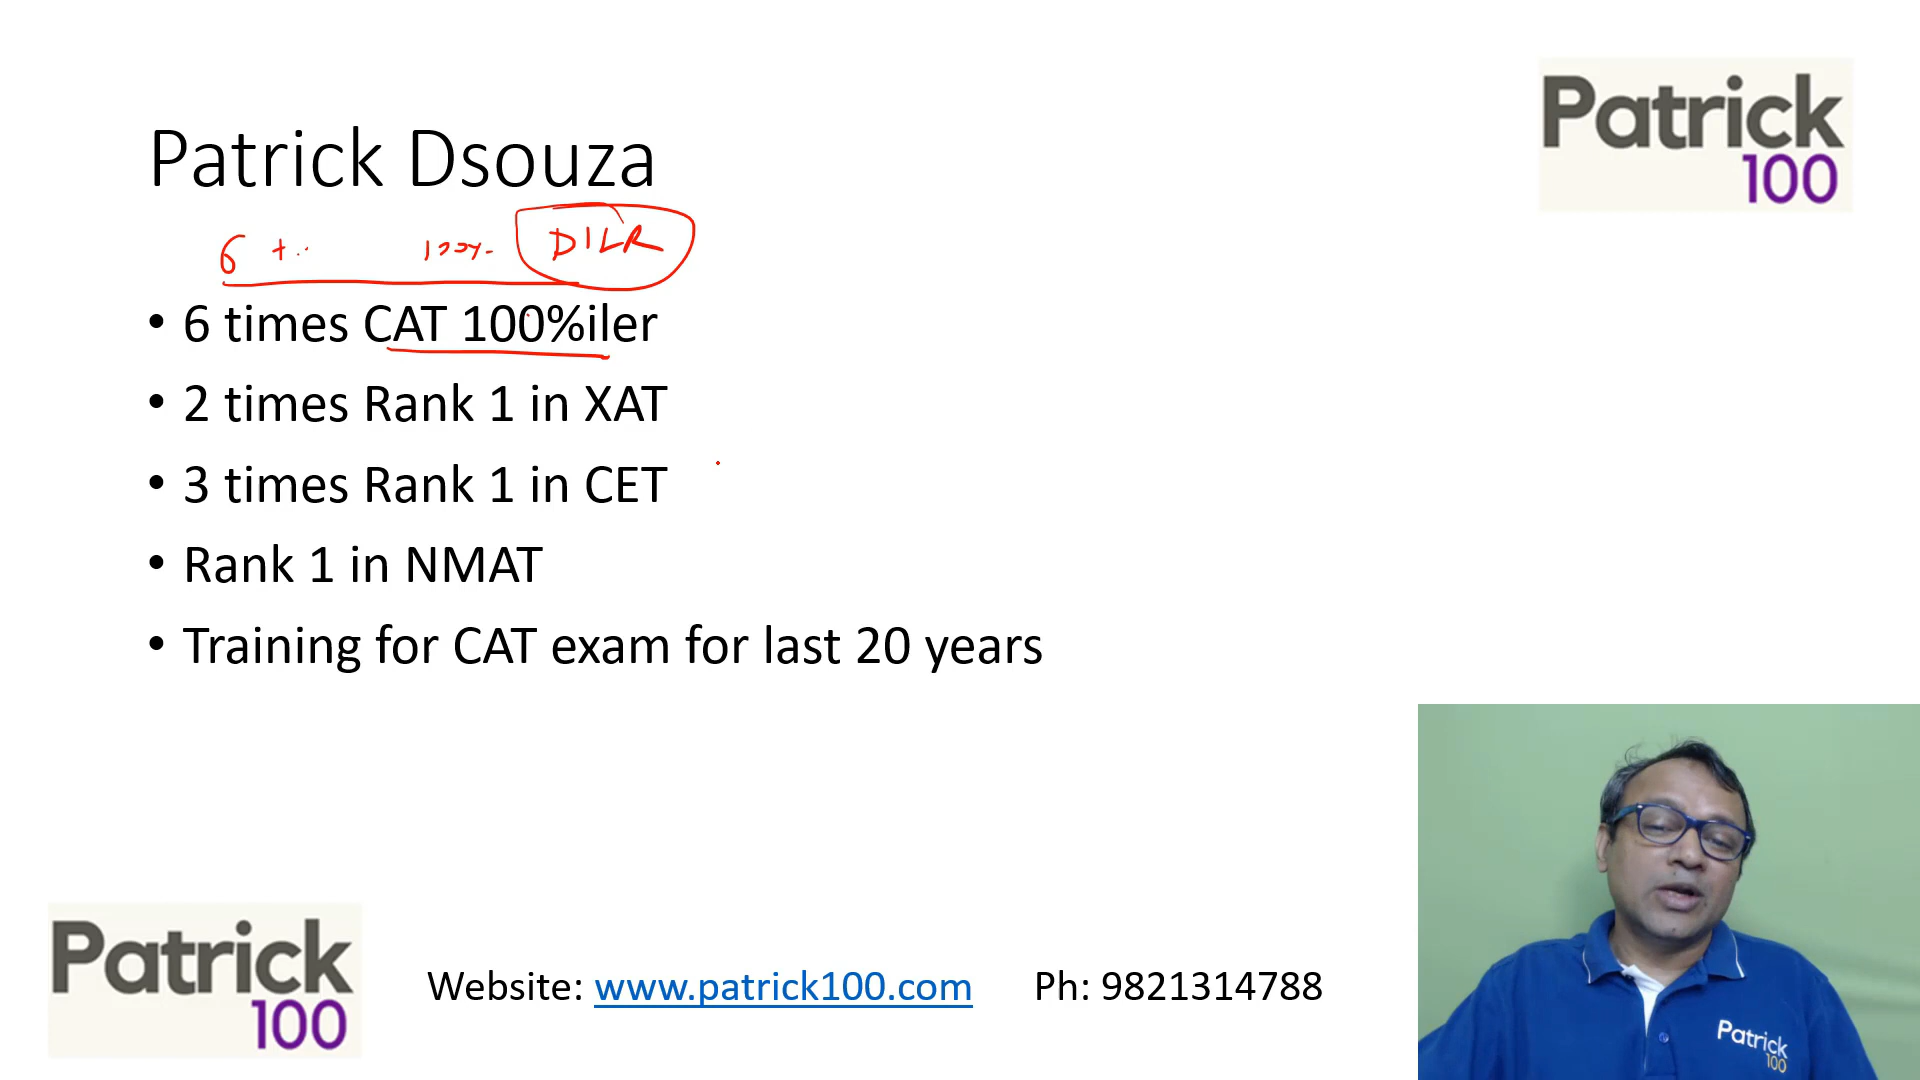 Patrick
100
Patrick Dsouza
6 DILR
• 6 times CAT 100%iler
• 2 times Rank 1 in XAT
• 3 times Rank 1 in CET
• Rank 1 in NMAT
• Training for CAT exam for last 20 years
Patrick
100
Website: www.patrick100.com Ph: 9821314788
Patrick
100